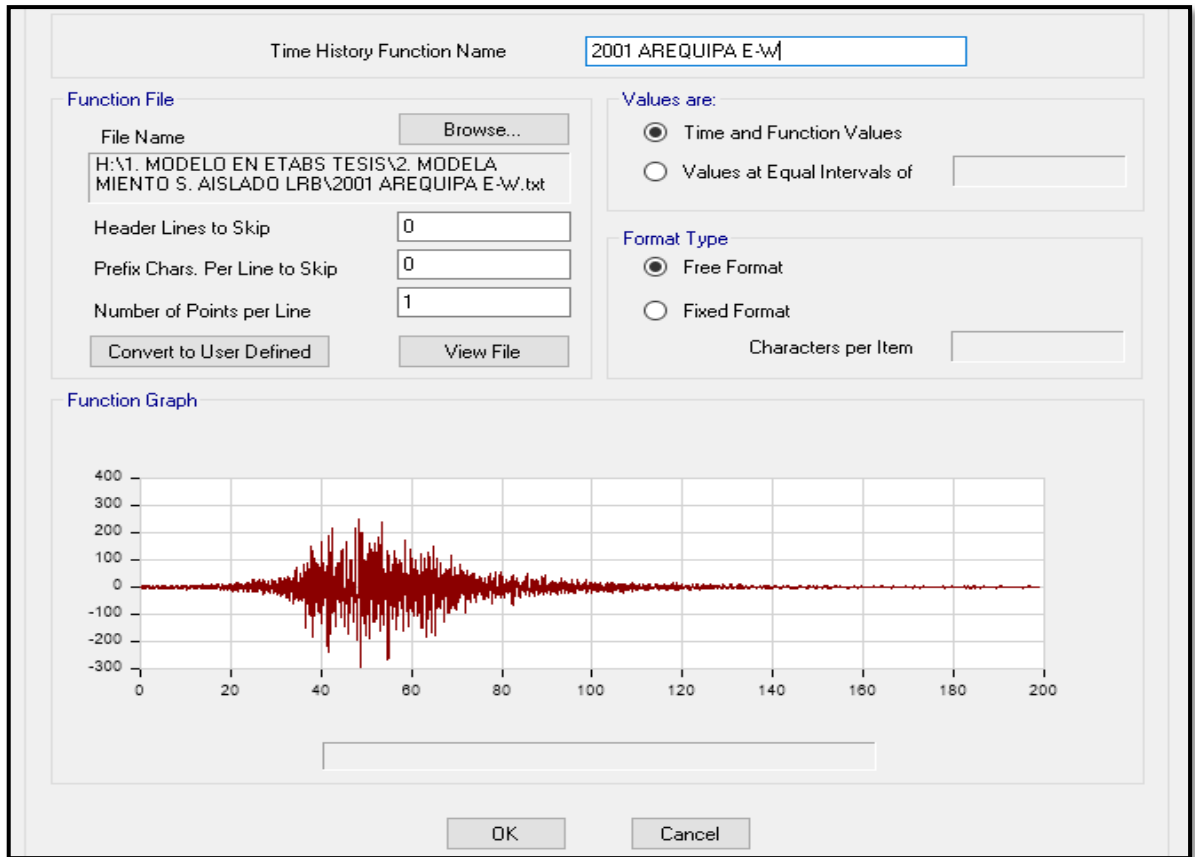 Time History Function Name
2001 AREQUIPA E-W
Function File
File Name
Browse...
H:\1. MODELO EN ETABS TESIS\2. MODELA
MIENTO S. AISLADO LRB\2001 AREQUIPA E-W.txt
Header Lines to Skip
0
Prefix Chars. Per Line to Skip
0
Number of Points per Line
1
Convert to User Defined
View File
Values are:
Time and Function Values
Values at Equal Intervals of
Format Type
Free Format
Fixed Format
Characters per Item
Function Graph
400
300
200
100
0
-100
-200
-300
0 20 40 60 80 100 120 140 160 180 200
OK
Cancel